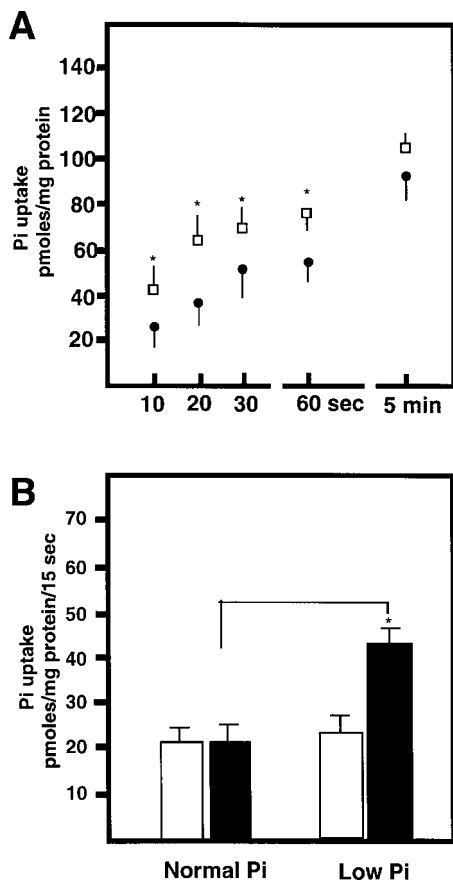 A
Pi uptake
pmoles/mg protein
140
120
100
80
60
40
20
*
*
*
*
10 20 30 60 sec 5 min
B
Pi uptake
pmoles/mg protein/15 sec
70
60
50
40
30
20
10
*
Normal Pi Low Pi